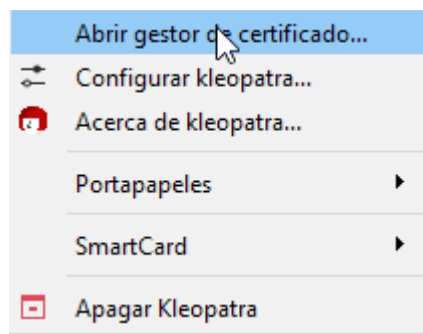 Abrir gestor de certificado...
Configurar kleopatra...
Acerca de kleopatra...
Portapapeles
SmartCard
Apagar Kleopatra